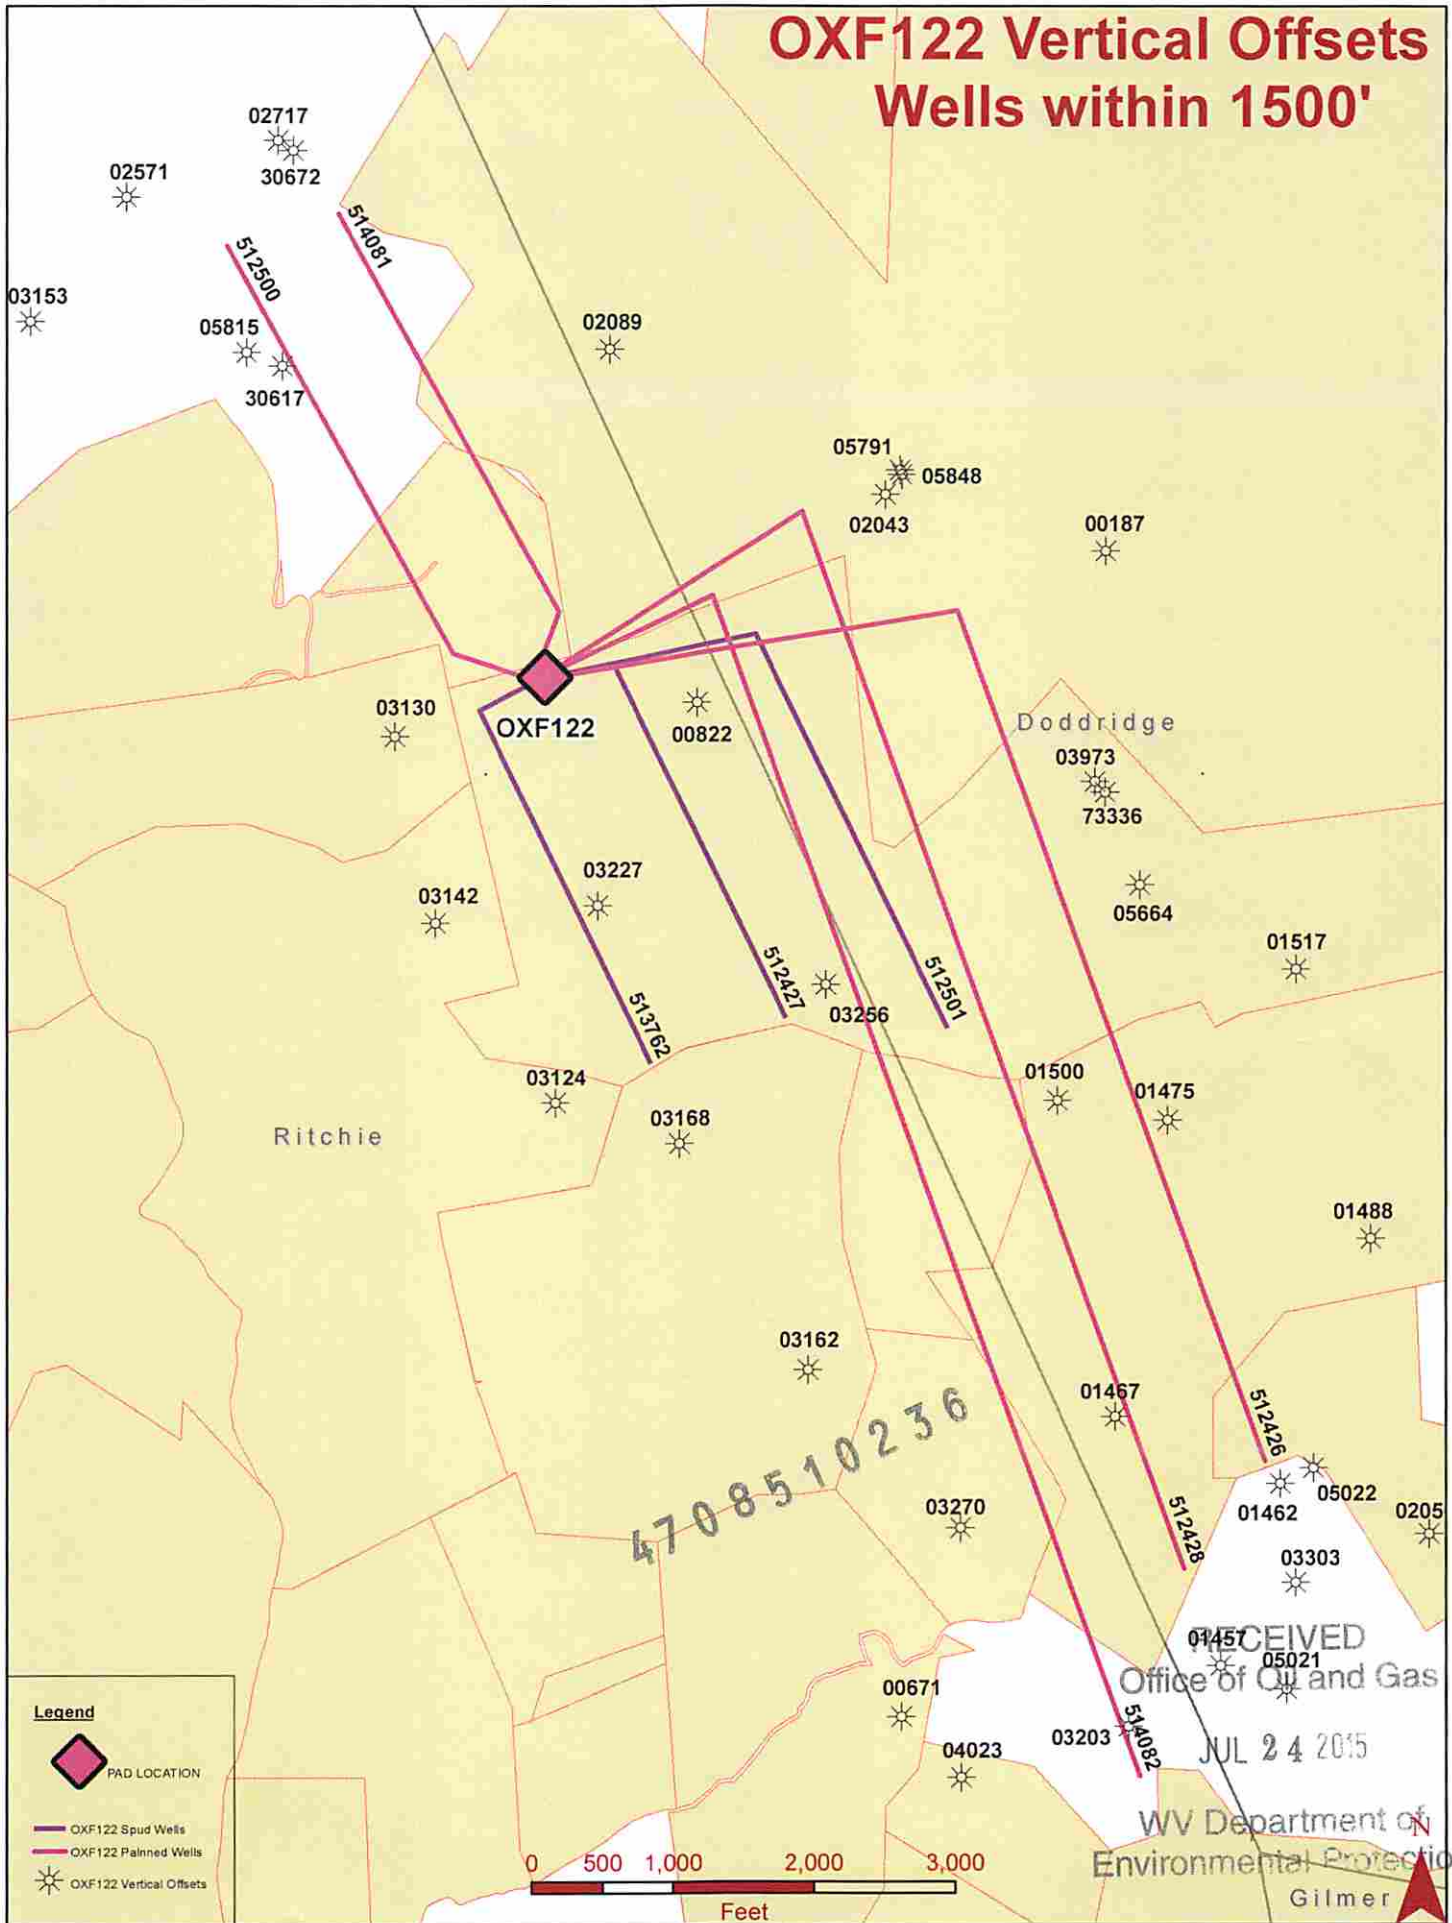 OXF122 Vertical Offsets
Wells within 1500'
02717
02571
30672
514081
512500
03153
05815
02089
30617
05791
05848
02043
00187
03130
OXF122
00822
Doddridge
03973
73336
03227
03142
05664
01517
512427
512501
513762
03256
03124
01500
01475
03168
Ritchie
01488
03162
01467
512426
4708510236
03270
05022
01462
0205
512428
03303
01457
RECEIVED
05021
Office of Oil and Gas
00671
03203
514082
JUL 24 2015
04023
WV Department of
Environmental Protectio
N
Gilmer
Legend
PAD LOCATION
OXF122 Spud Wells
OXF122 Palnned Wells
OXF122 Vertical Offsets
0 500 1,000 2,000 3,000
Feet